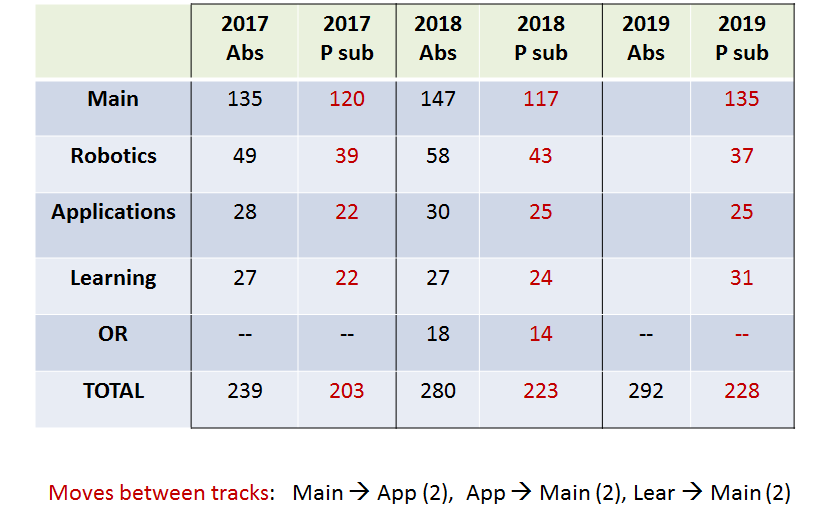 2017 Abs 2017 P sub 2018 Abs 2018 P sub 2019 Abs 2019 P sub
Main 135 120 147 117 135
Robotics 49 39 58 43 37
Applications 28 22 30 25 25
Learning 27 22 27 24 31
OR -- -- 18 14 -- --
TOTAL 239 203 280 223 292 228
Moves between tracks: Main → App (2), App → Main (2), Lear → Main (2)